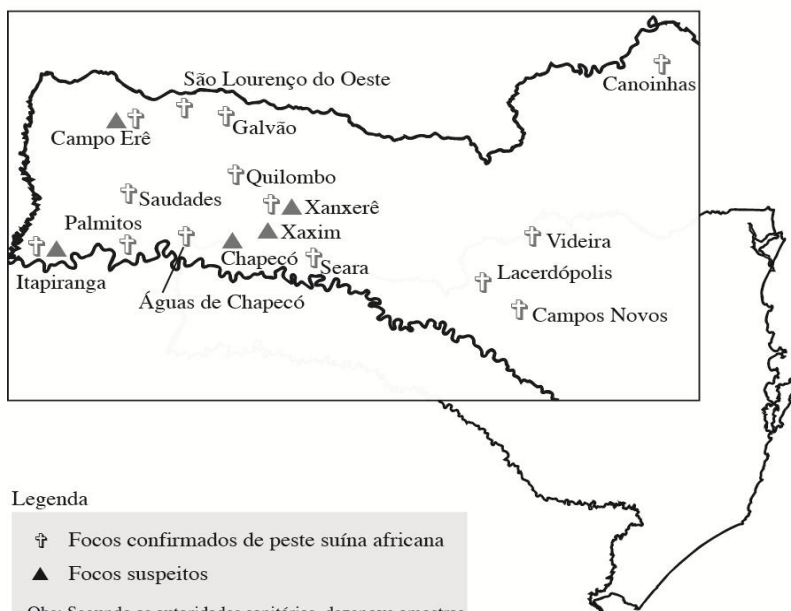 São Lourenço do Oeste
Canoinhas
Campo Erê
Galvão
Quilombo
Saudades
Xanxerê
Palmitos
Xaxim
Videira
Chapecó
Seara
Lacerdópolis
Itapiranga
Águas de Chapecó
Campos Novos
Legenda
Focos confirmados de peste suína africana
Focos suspeitos